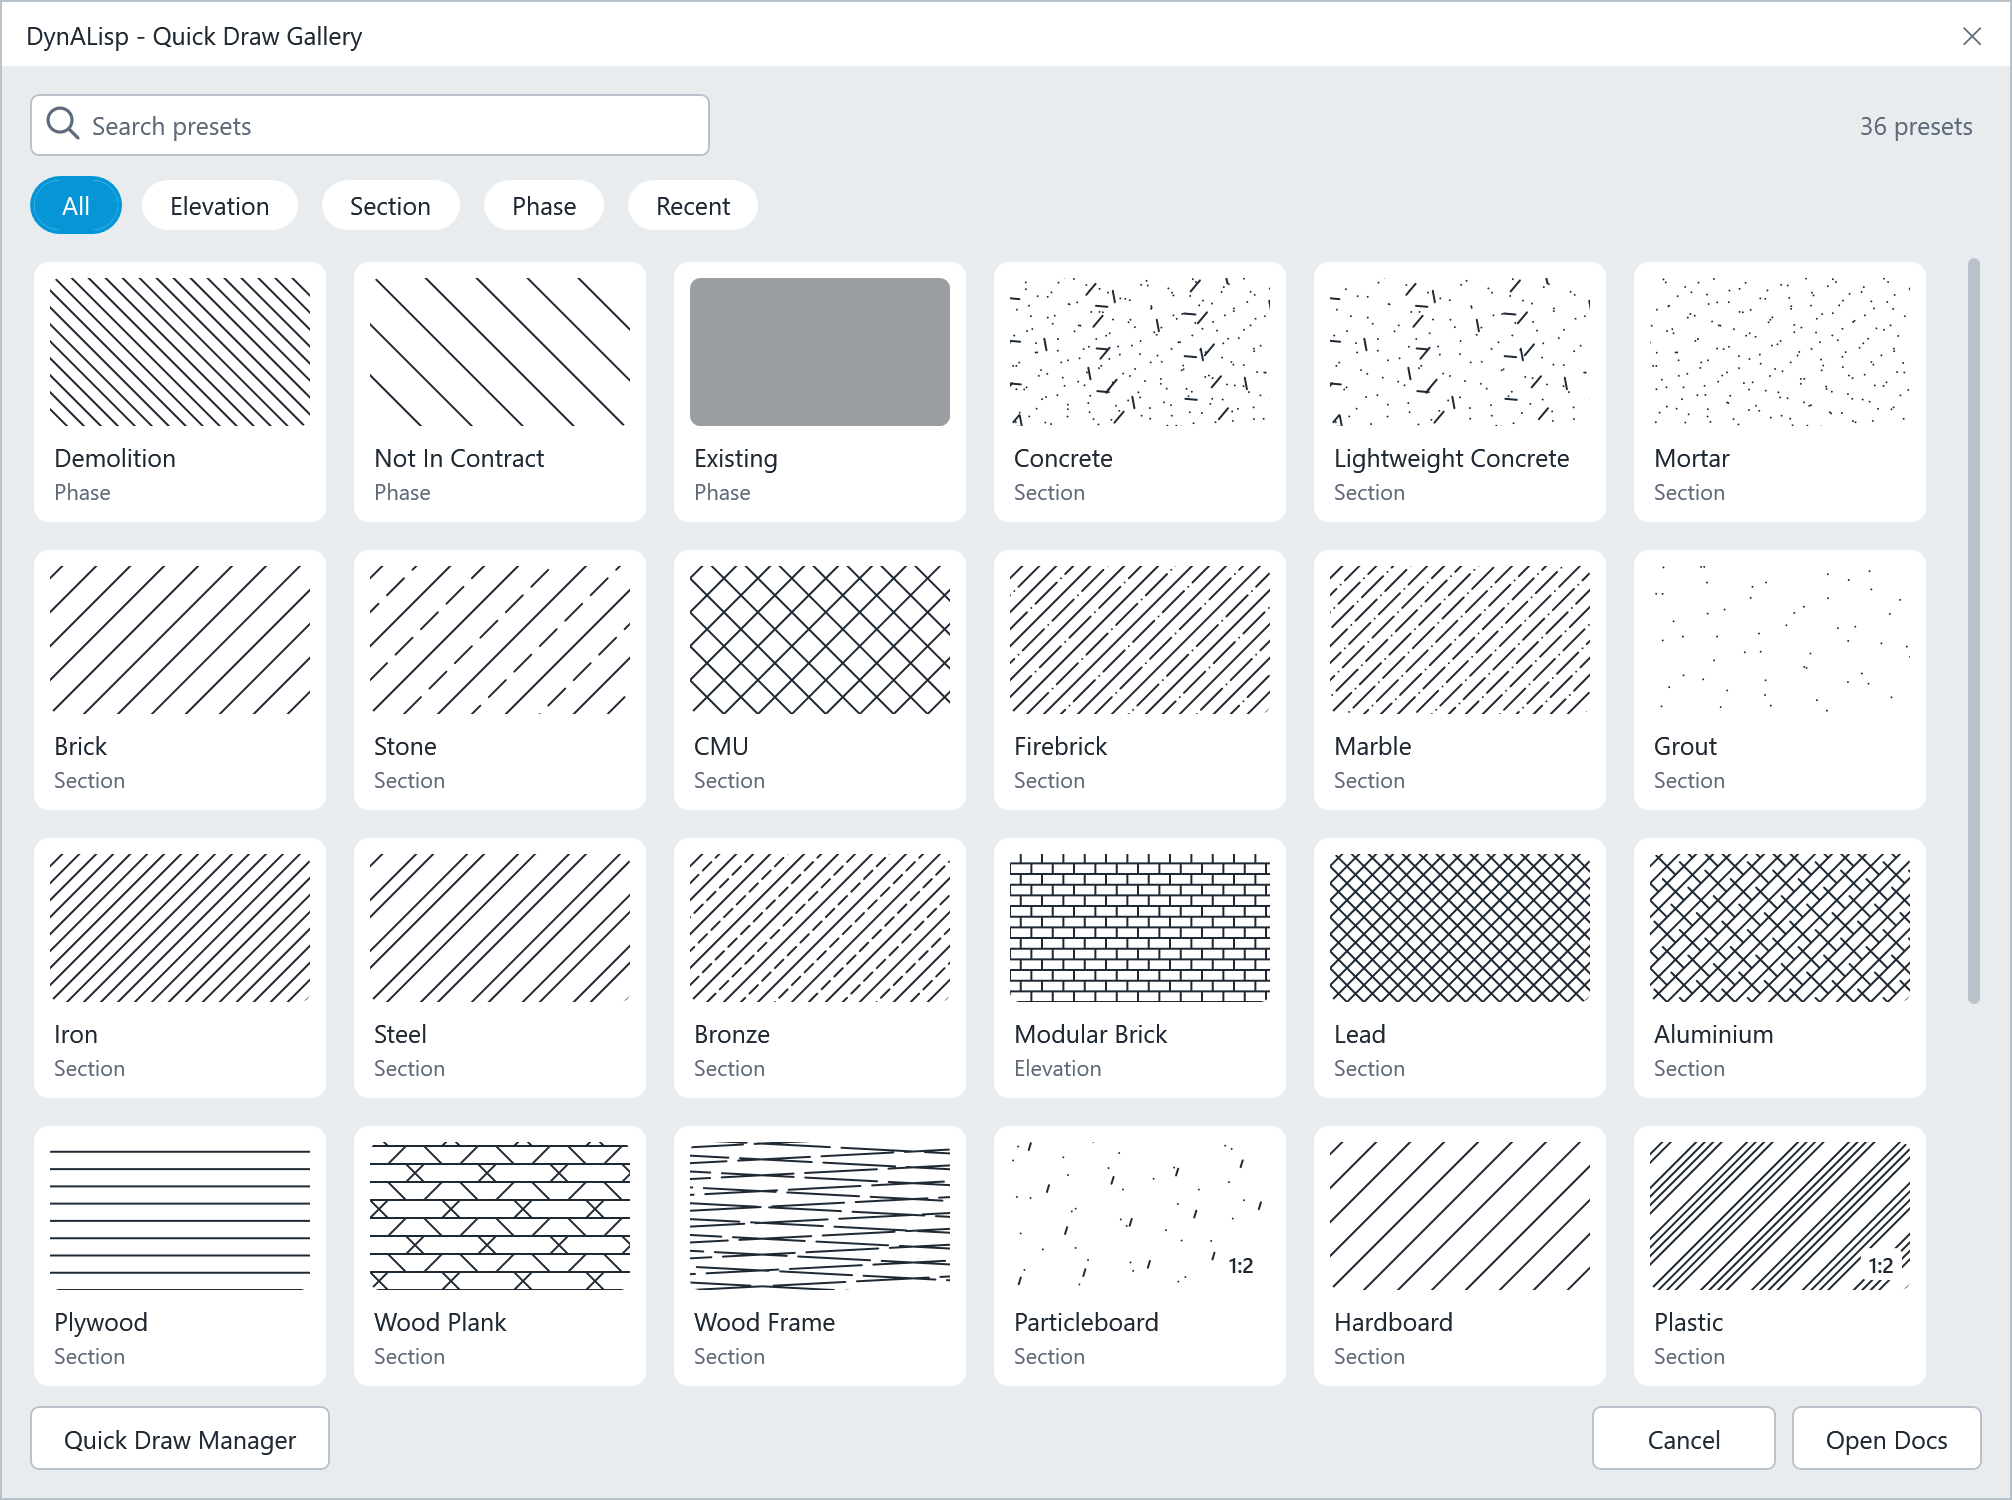 DynALisp - Quick Draw Gallery
Search presets
36 presets
All
Elevation
Section
Phase
Recent
Demolition
Phase
Not In Contract
Phase
Existing
Phase
Concrete
Section
Lightweight Concrete
Section
Mortar
Section
Brick
Section
Stone
Section
CMU
Section
Firebrick
Section
Marble
Section
Grout
Section
Iron
Section
Steel
Section
Bronze
Section
Modular Brick
Elevation
Lead
Section
Aluminium
Section
Plywood
Section
Wood Plank
Section
Wood Frame
Section
1:2
Particleboard
Section
Hardboard
Section
1:2
Plastic
Section
Quick Draw Manager
Cancel
Open Docs